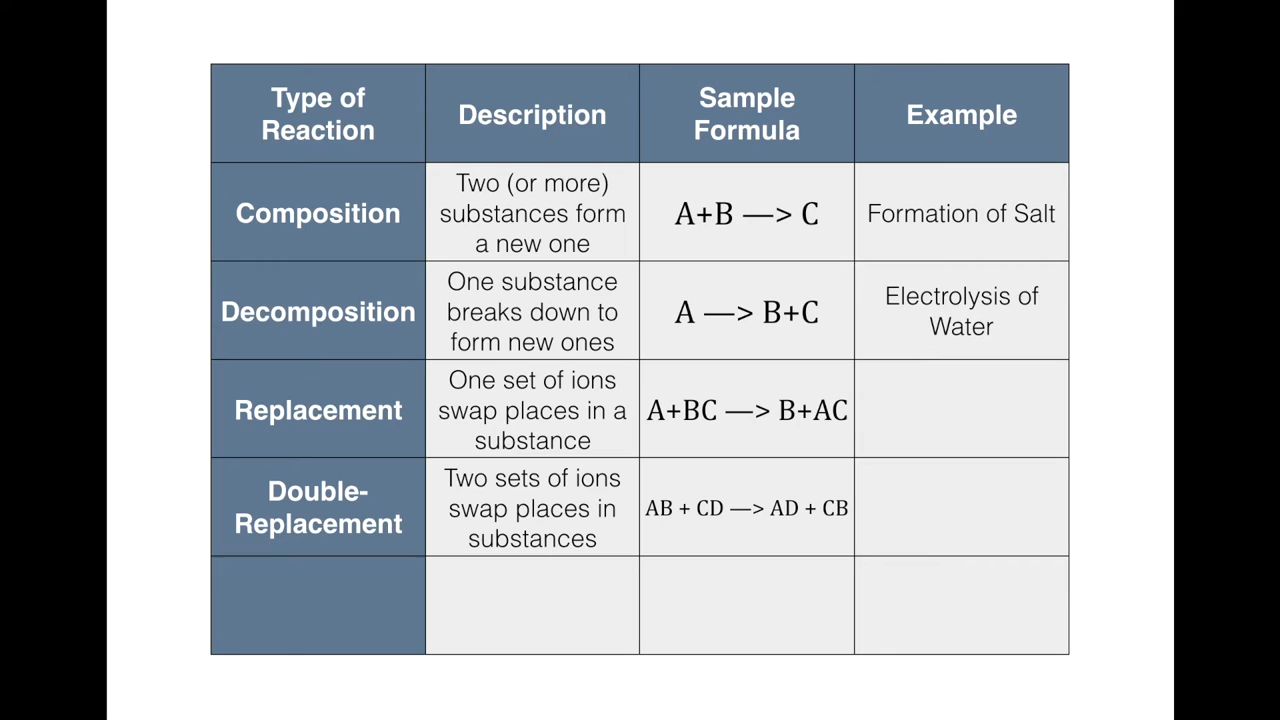 Type of
Reaction
Description
Sample
Formula
Example
Composition
Two (or more)
substances form
a new one
A+B —> C
Formation of Salt
Decomposition
One substance
breaks down to
form new ones
A —> B+C
Electrolysis of
Water
Replacement
One set of ions
swap places in a
substance
A+BC —> B+AC
Double-
Replacement
Two sets of ions
swap places in
substances
AB + CD —> AD + CB